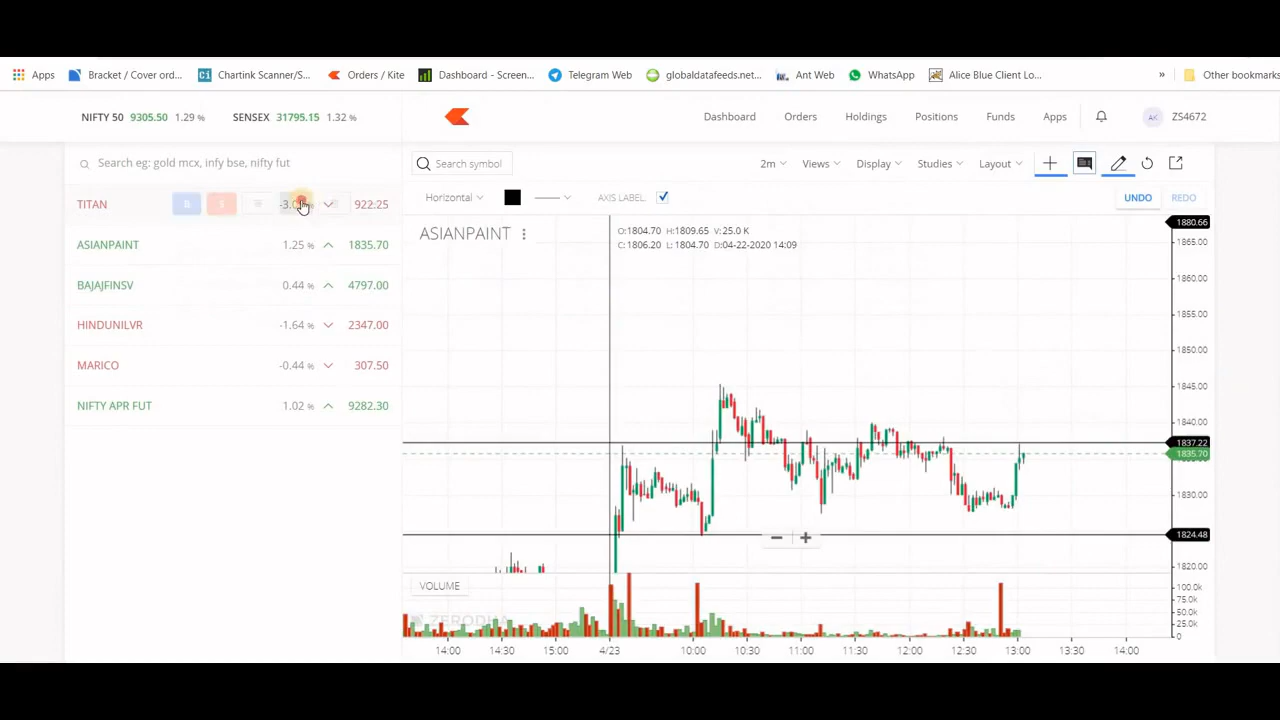 Apps Bracket / Cover ord... Chartink Scanner/S... Orders / Kite Dashboard - Screen... Telegram Web globaldatafeeds.net... Ant Web WhatsApp Alice Blue Client Lo... » Other bookmarks
NIFTY 50 9305.50 1.29 % SENSEX 31795.15 1.32 % Dashboard Orders Holdings Positions Funds Apps AK ZS4672
Search eg: gold mcx, infy bse, nifty fut
Search symbol 2m Views Display Studies Layout
Horizontal AXIS LABEL: UNDO REDO
TITAN B S % 922.25
ASIANPAINT 1.25 % 1835.70
BAJAJFINSV 0.44 % 4797.00
HINDUNILVR -1.64 % 2347.00
MARICO -0.44 % 307.50
NIFTY APR FUT 1.02 % 9282.30
ASIANPAINT
O:1804.70 H:1809.65 V:25.0 K
C: 1806.20 L: 1804.70 D:04-22-2020 14:09
1880.66
1865.00
1860.00
1855.00
1850.00
1845.00
1840.00
1837.22
1835.70
1830.00
1824.48
1820.00
VOLUME
100.0k
75.0k
50.0k
25.0k
0
ZERODHA
14:00 14:30 15:00 4/23 10:00 10:30 11:00 11:30 12:00 12:30 13:00 13:30 14:00